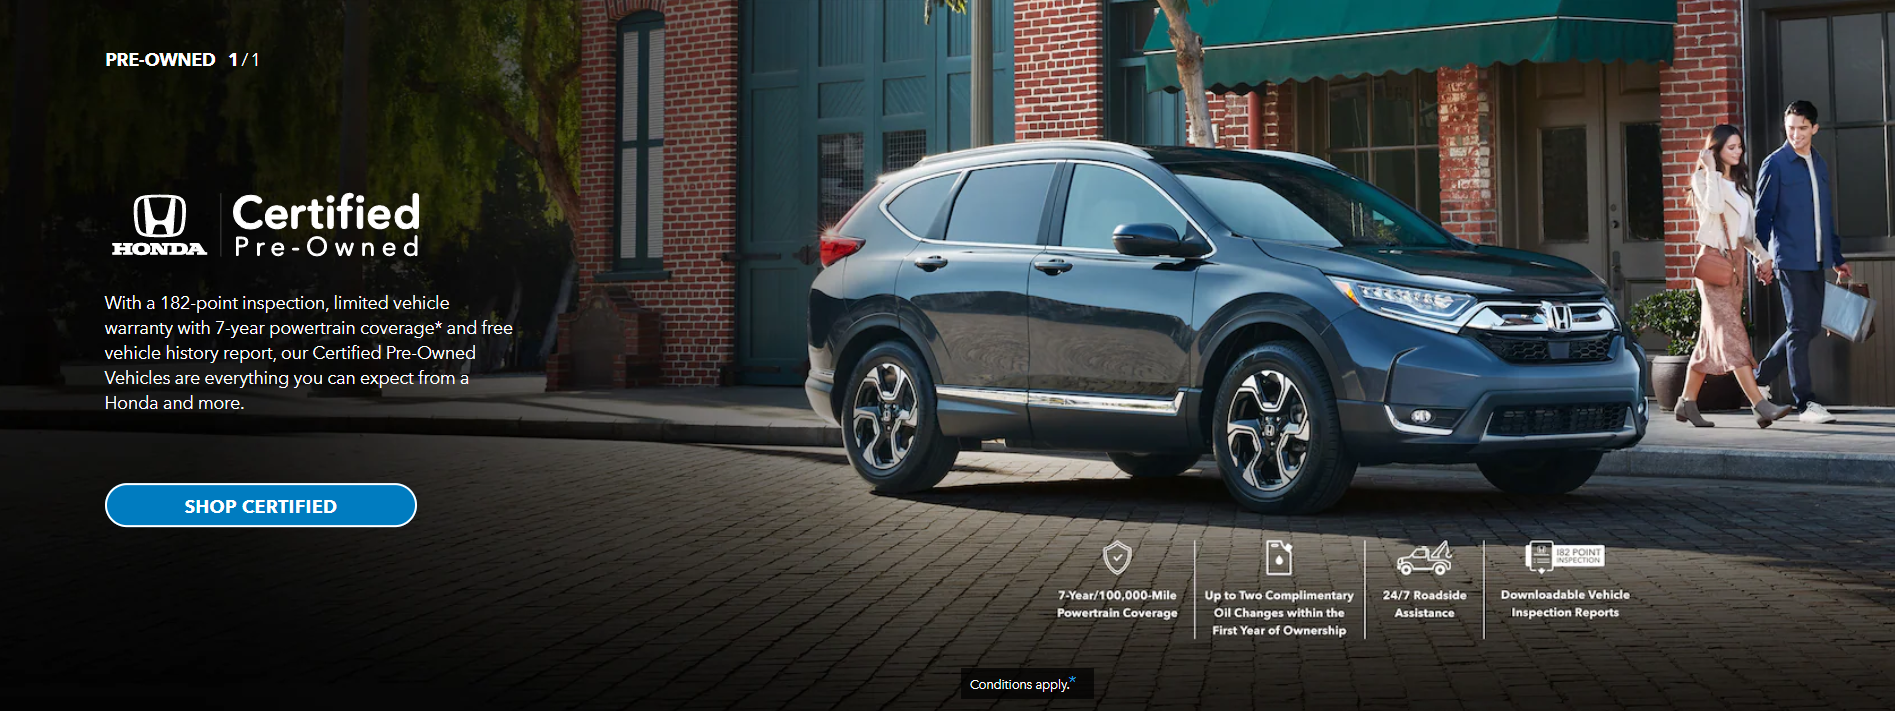 PRE-OWNED 1/1
HONDA
Certified
Pre-Owned
With a 182-point inspection, limited vehicle
warranty with 7-year powertrain coverage* and free
vehicle history report, our Certified Pre-Owned
Vehicles are everything you can expect from a
Honda and more.
SHOP CERTIFIED
7-Year/100,000-Mile
Powertrain Coverage
Up to Two Complimentary
Oil Changes within the
First Year of Ownership
24/7 Roadside
Assistance
182 POINT
INSPECTION
Downloadable Vehicle
Inspection Reports
Conditions apply.*